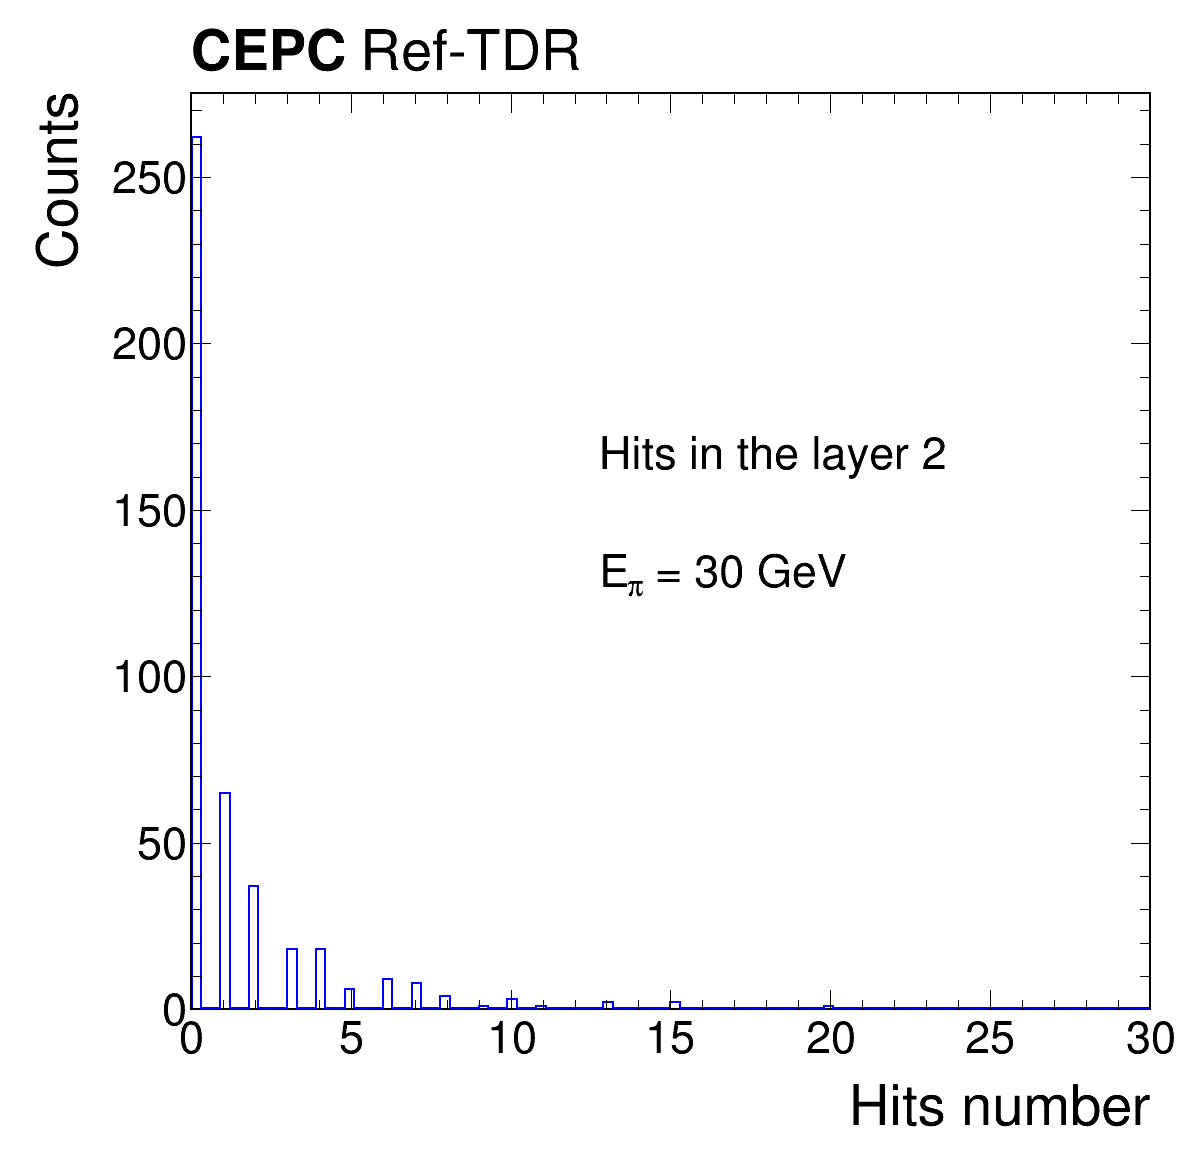 CEPC Ref-TDR
Counts
250
200
150
100
50
0
Hits in the layer 2
Eπ = 30 GeV
0 5 10 15 20 25 30
Hits number